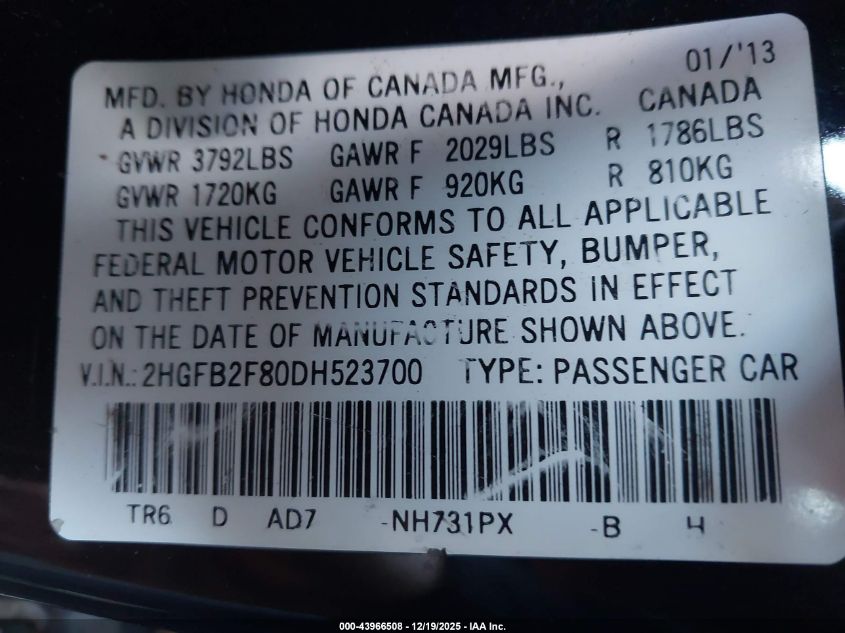 01/'13
MFD. BY HONDA OF CANADA MFG.,
A DIVISION OF HONDA CANADA INC. CANADA
GVWR 3792LBS GAWR F 2029LBS R 1786LBS
GVWR 1720KG GAWR F 920KG R 810KG
THIS VEHICLE CONFORMS TO ALL APPLICABLE
FEDERAL MOTOR VEHICLE SAFETY, BUMPER,
AND THEFT PREVENTION STANDARDS IN EFFECT
ON THE DATE OF MANUFACTURE SHOWN ABOVE.
V.I.N.: 2HGFB2F80DH523700 TYPE: PASSENGER CAR
TR6 D AD7 -NH731PX -B H
000-43966508 - 12/19/2025 - IAA Inc.